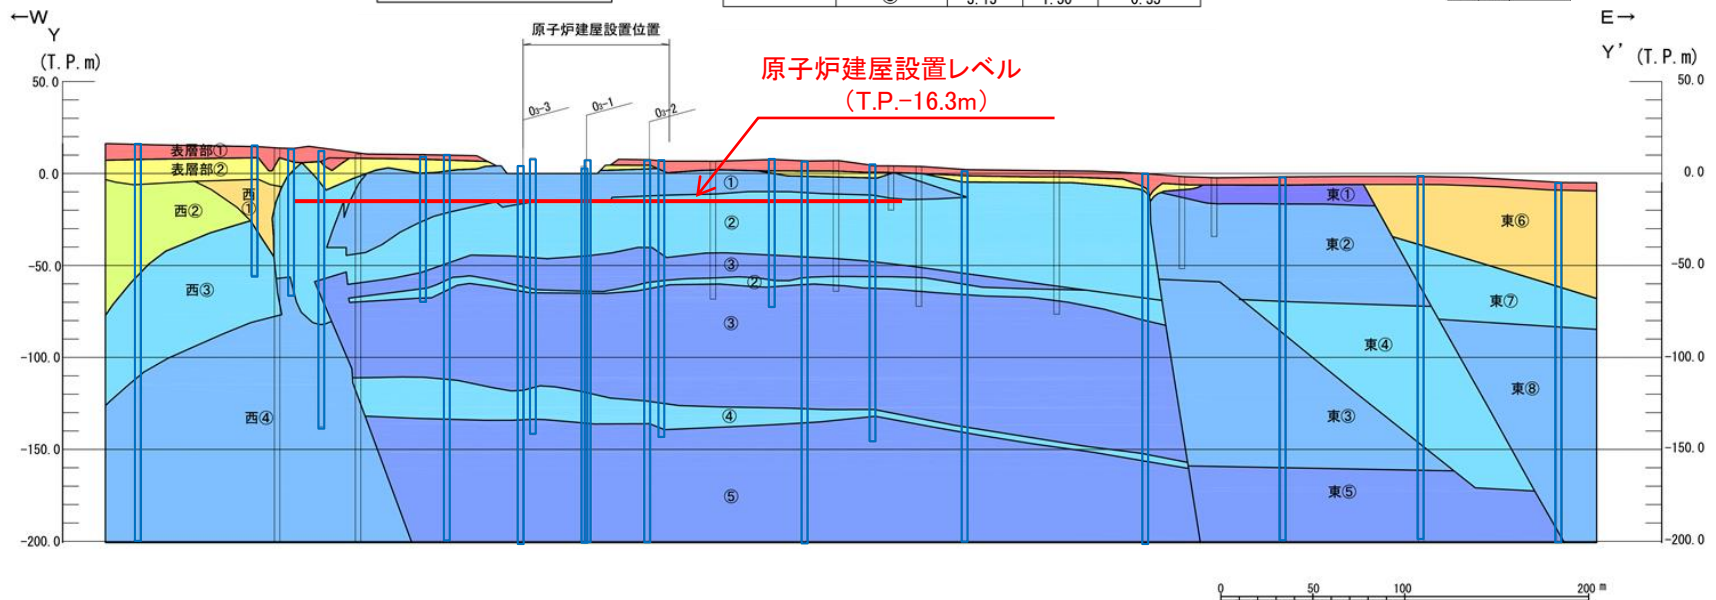 ←W
Y
(T.P.m)
E→
Y' (T.P.m)
原子炉建屋設置位置
原子炉建屋設置レベル
（T.P.-16.3m）
O₃-3
O₃-1
O₃-2
50.0
0.0
-50.0
-100.0
-150.0
-200.0
50.0
0.0
-50.0
-100.0
-150.0
-200.0
表層部①
表層部②
西
①
西②
西③
西④
①
②
③
②
③
④
⑤
東①
東②
東③
東④
東⑤
東⑥
東⑦
東⑧
0 50 100 200 m